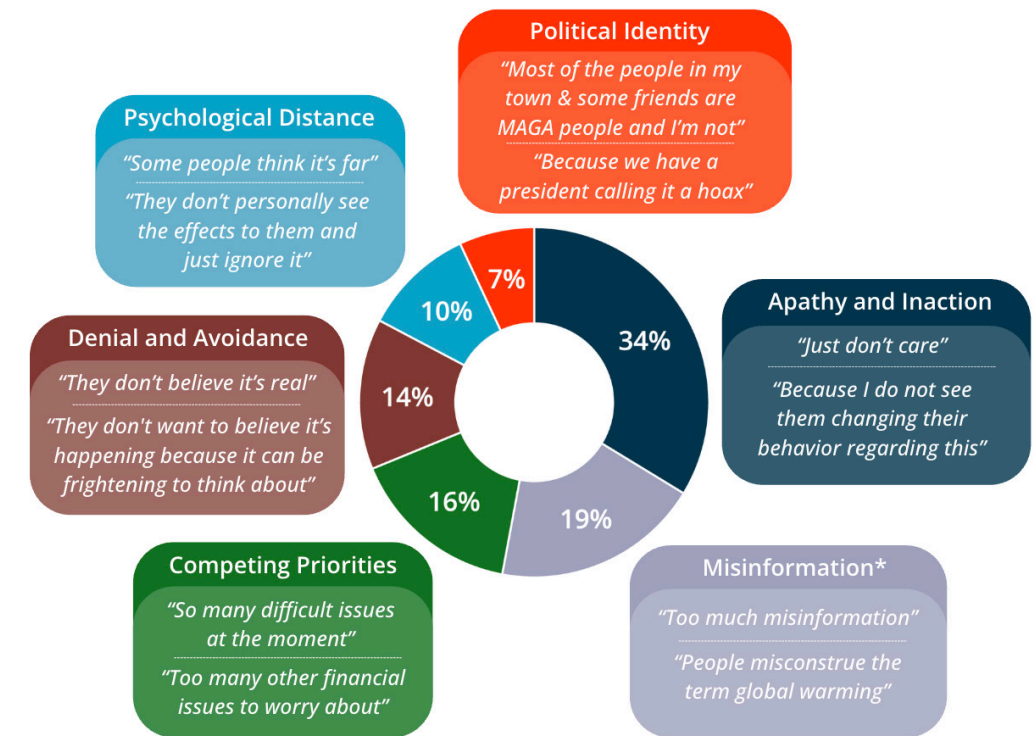 Political Identity
“Most of the people in my
town & some friends are
MAGA people and I’m not”
“Because we have a
president calling it a hoax”
Psychological Distance
“Some people think it’s far”
“They don’t personally see
the effects to them and
just ignore it”
7%
10%
34%
14%
16%
19%
Apathy and Inaction
“Just don’t care”
“Because I do not see
them changing their
behavior regarding this”
Denial and Avoidance
“They don’t believe it’s real”
“They don't want to believe it’s
happening because it can be
frightening to think about”
Competing Priorities
“So many difficult issues
at the moment”
“Too many other financial
issues to worry about”
Misinformation*
“Too much misinformation”
“People misconstrue the
term global warming”